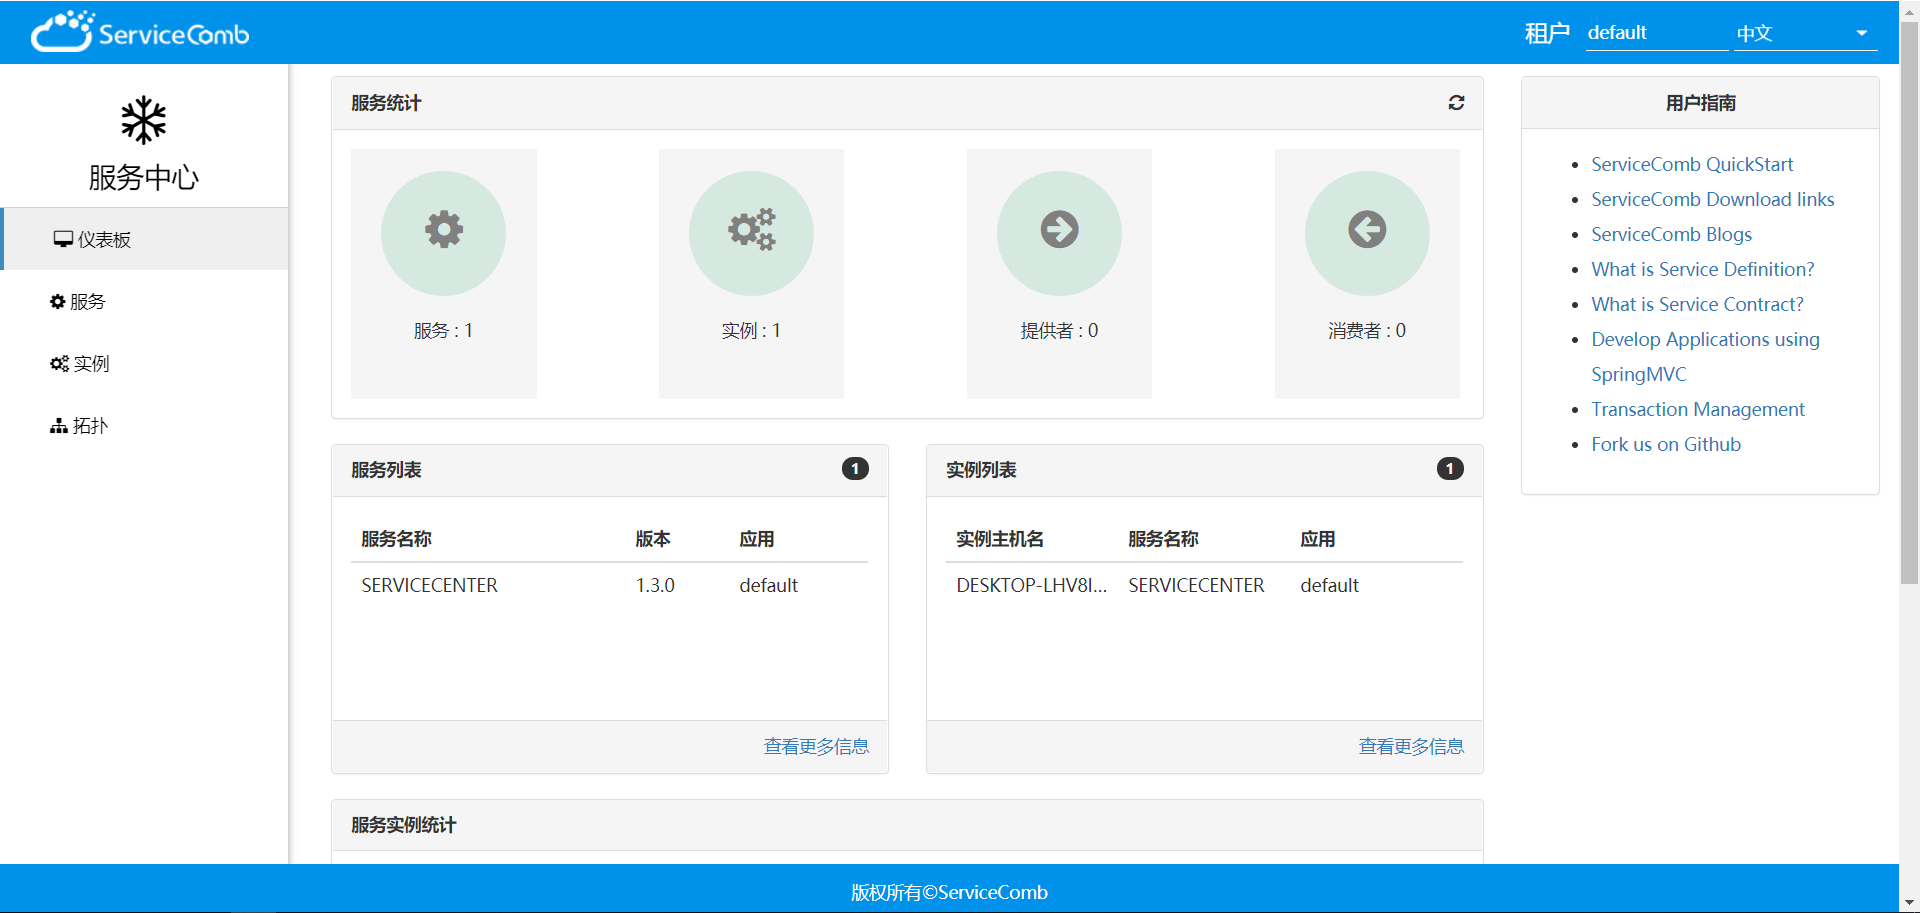 ServiceComb
租户 default 中文
服务中心
仪表板
服务
实例
拓扑
服务统计
服务 : 1
实例 : 1
提供者 : 0
消费者 : 0
服务列表 1
服务名称 版本 应用
SERVICECENTER 1.3.0 default
查看更多信息
实例列表 1
实例主机名 服务名称 应用
DESKTOP-LHV8I... SERVICECENTER default
查看更多信息
服务实例统计
用户指南
ServiceComb QuickStart
ServiceComb Download links
ServiceComb Blogs
What is Service Definition?
What is Service Contract?
Develop Applications using
SpringMVC
Transaction Management
Fork us on Github
版权所有©ServiceComb